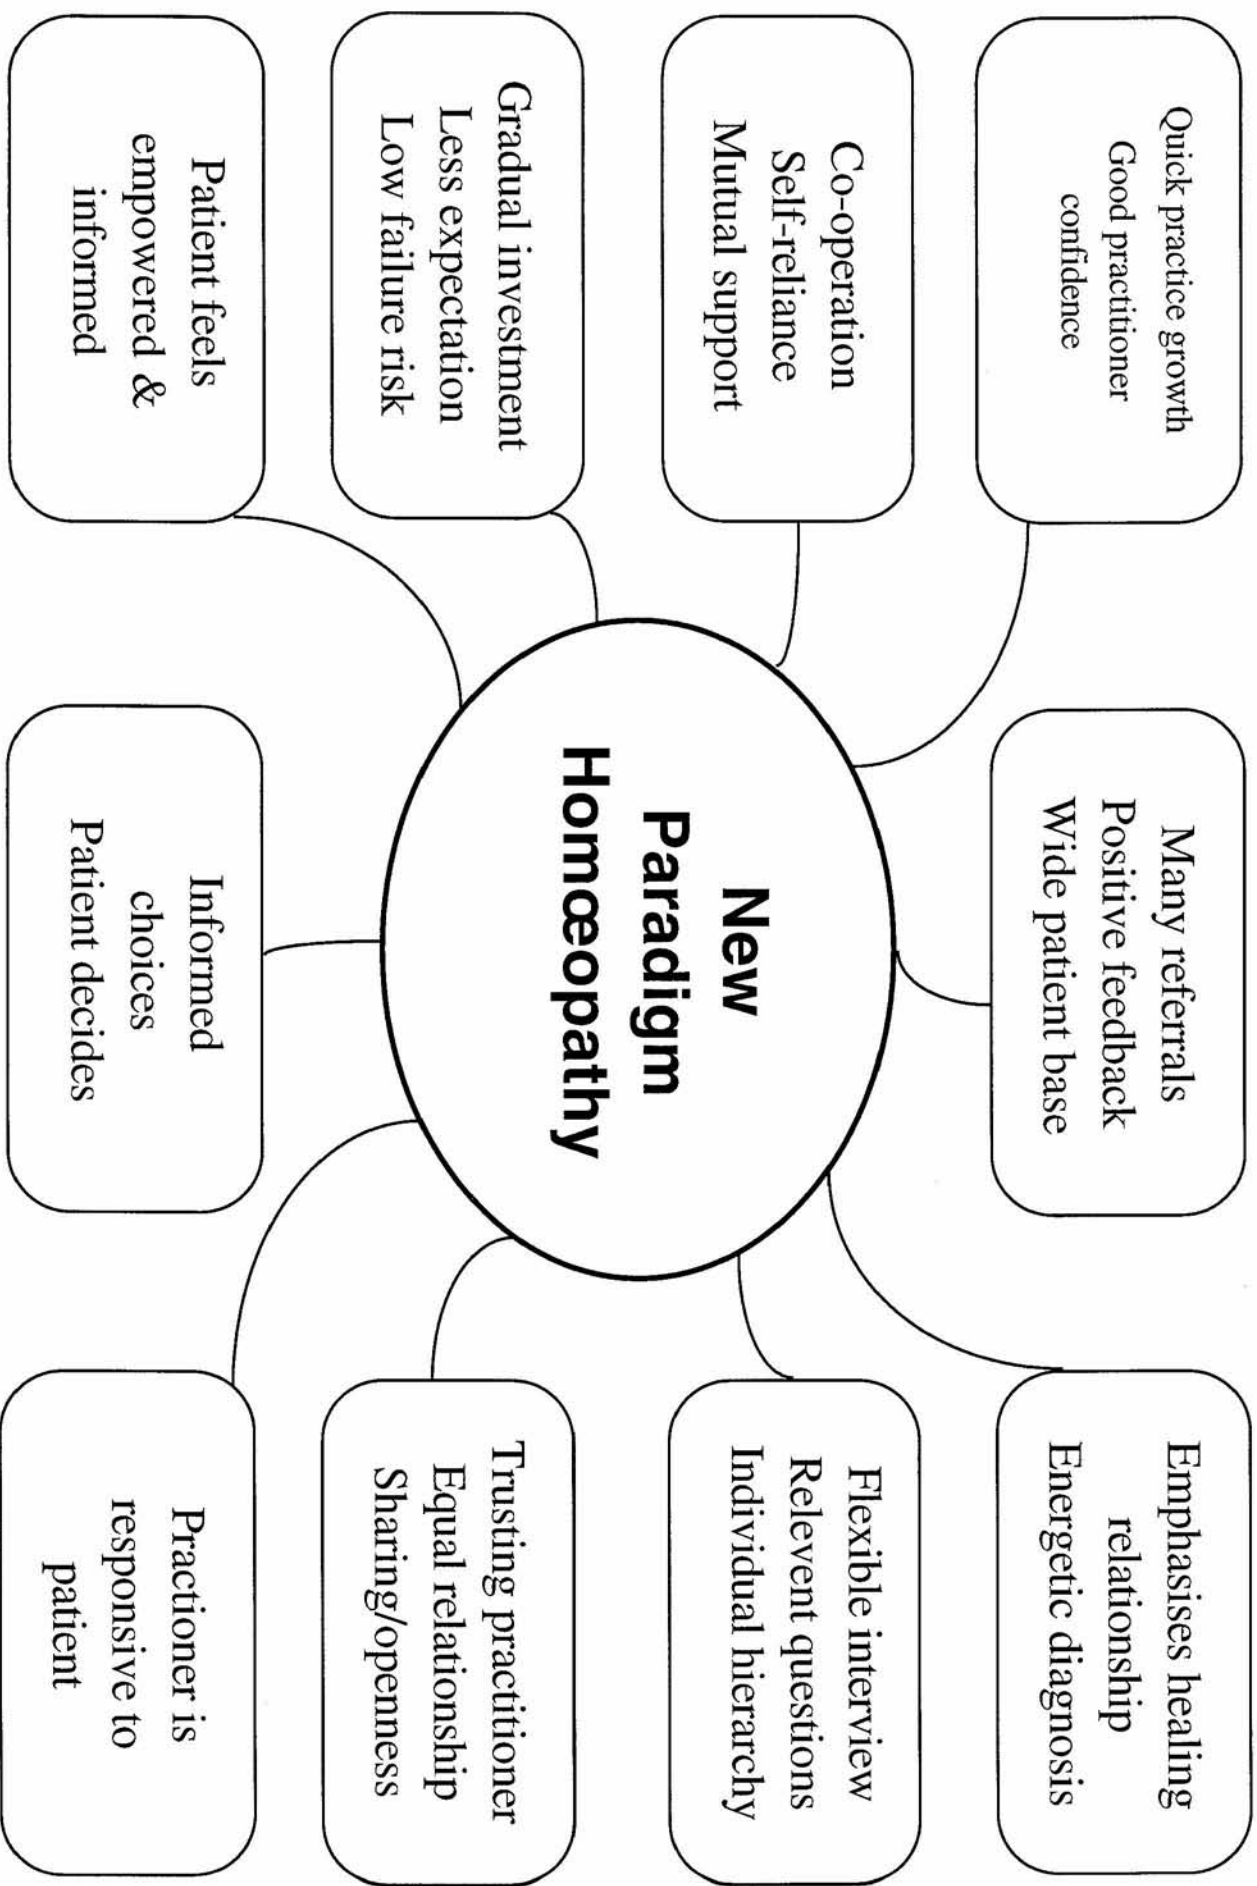 Quick practice growth
Good practitioner
confidence
Many referrals
Positive feedback
Wide patient base
Emphasises healing
relationship
Energetic diagnosis
Co-operation
Self-reliance
Mutual support
New
Paradigm
Homœopathy
Flexible interview
Relevent questions
Individual hierarchy
Gradual investment
Less expectation
Low failure risk
Trusting practitioner
Equal relationship
Sharing/openness
Patient feels
empowered &
informed
Informed
choices
Patient decides
Practioner is
responsive to
patient